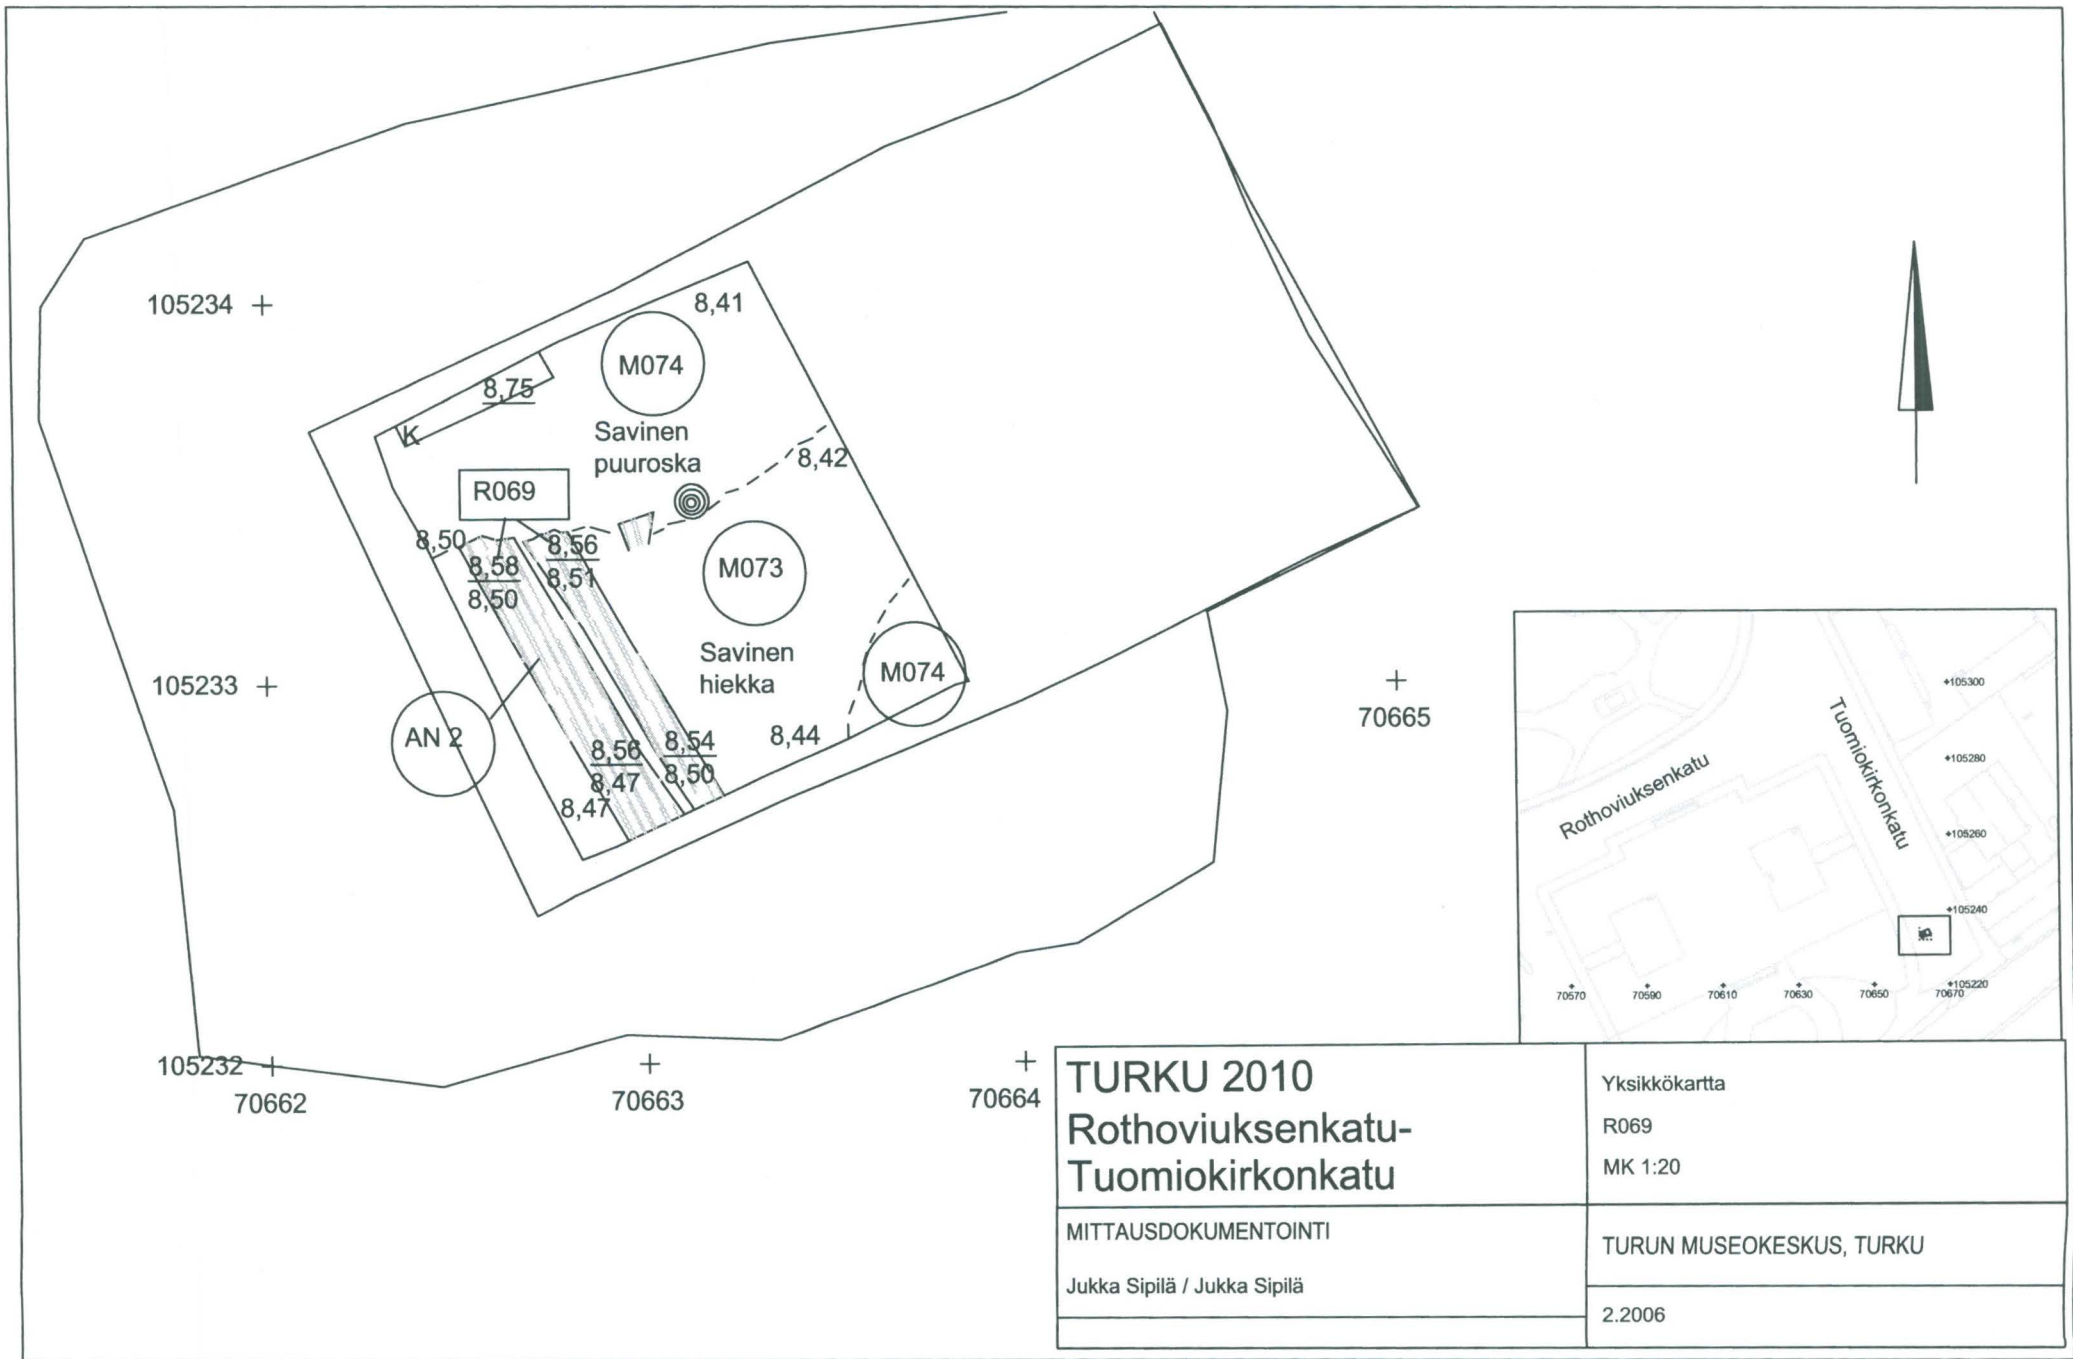 105234
8,41
M074
8,75
K
Savinen
puuroska
8,42
R069
8,50
8,56
8,51
8,58
8,50
M073
Savinen
hiekka
M074
105233
70665
AN 2
8,56
8,47
8,54
8,50
8,44
8,47
105232
70662
70663
70664
Rothoviuksenkatu
Tuomiokirkonkatu
105300
105280
105260
105240
105220
70570
70590
70610
70630
70650
70670
TURKU 2010
Rothoviuksenkatu-
Tuomiokirkonkatu
Yksikkökartta
R069
MK 1:20
MITTAUSDOKUMENTOINTI
Jukka Sipilä / Jukka Sipilä
TURUN MUSEOKESKUS, TURKU
2.2006